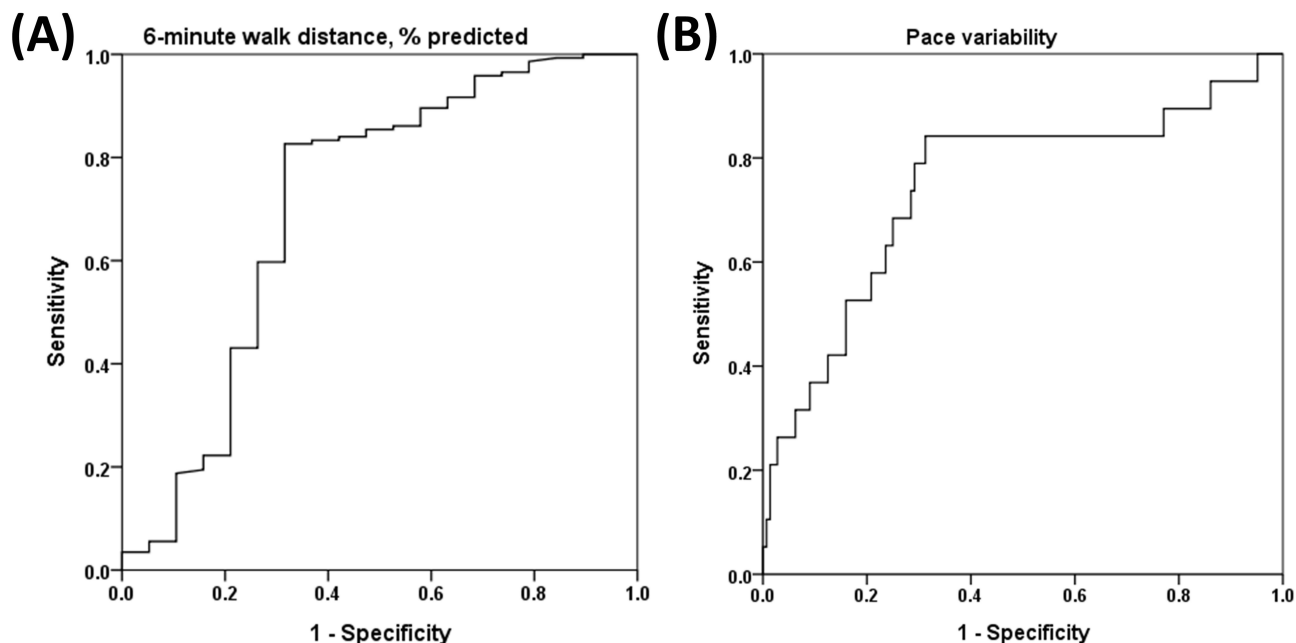 (A)
6-minute walk distance, % predicted
1.0
0.8
0.6
0.4
0.2
0.0
Sensitivity
0.0 0.2 0.4 0.6 0.8 1.0
1 - Specificity
(B)
Pace variability
1.0
0.8
0.6
0.4
0.2
0.0
Sensitivity
0.0 0.2 0.4 0.6 0.8 1.0
1 - Specificity